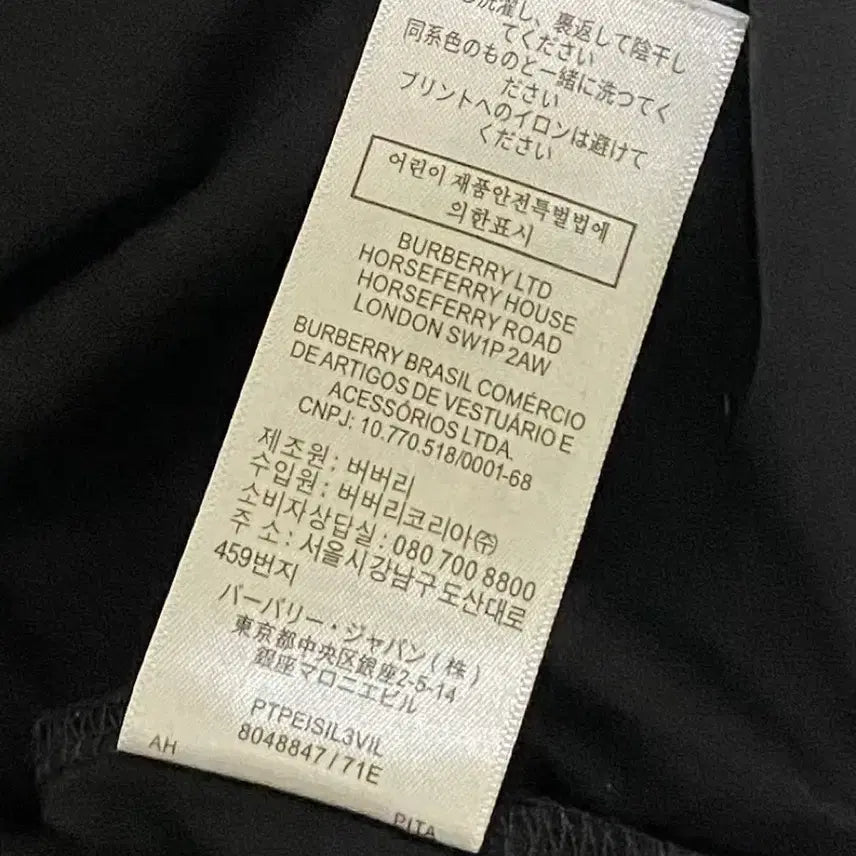 洗濯し、裏返して陰干し
てください
同系色のものと一緒に洗つてく
ださい
プリントへのイロンは避けて
ください
어린이 제품안전특별법에
의한표시
BURBERRY LTD
HORSEFERRY HOUSE
HORSEFERRY ROAD
LONDON SW1P 2AW
BURBERRY BRASIL COMÉRCIO
DE ARTIGOS DE VESTUÁRIO E
ACESSÓRIOS LTDA.
CNPJ: 10.770.518/0001-68
제조원 : 버버리
수입원 : 버버리코리아㈜
소비자상담실 : 080 700 8800
주 소 : 서울시강남구도산대로
459번지
バーバリー・ジャパン(株)
東京都中央区銀座2-5-14
銀座マロニエビル
PTPEISIL3VIL
8048847/71E
AH
PITA